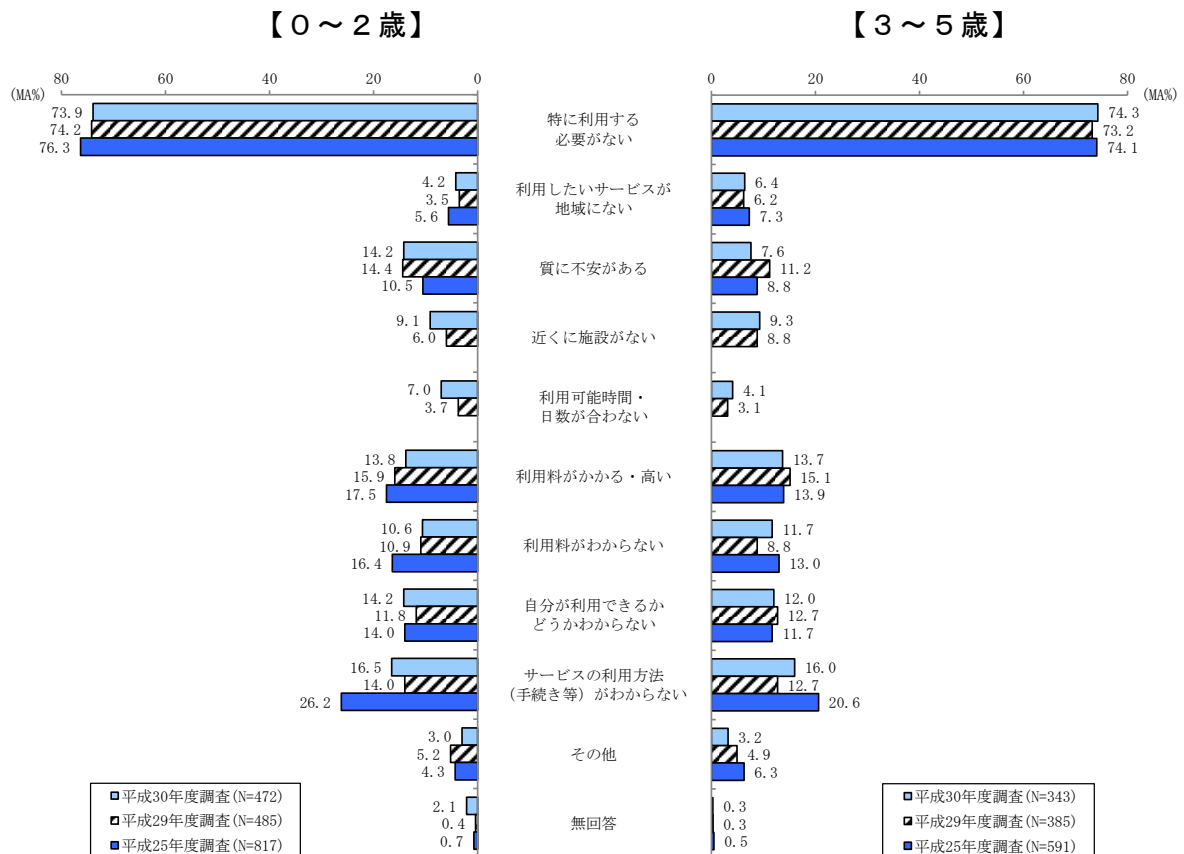 【０～２歳】
【３～５歳】
80 60 40 20 0
(MA%)
0 20 40 60 80
(MA%)
73.9
74.2
76.3
特に利用する
必要がない
74.3
73.2
74.1
4.2
3.5
5.6
利用したいサービスが
地域にない
6.4
6.2
7.3
14.2
14.4
10.5
質に不安がある
7.6
11.2
8.8
9.1
6.0
近くに施設がない
9.3
8.8
7.0
3.7
利用可能時間・
日数が合わない
4.1
3.1
13.8
15.9
17.5
利用料がかかる・高い
13.7
15.1
13.9
10.6
10.9
16.4
利用料がわからない
11.7
8.8
13.0
14.2
11.8
14.0
自分が利用できるか
どうかわからない
12.0
12.7
11.7
16.5
14.0
26.2
サービスの利用方法
（手続き等）がわからない
16.0
12.7
20.6
3.0
5.2
4.3
その他
3.2
4.9
6.3
2.1
0.4
0.7
無回答
0.3
0.3
0.5
平成30年度調査(N=472)
平成29年度調査(N=485)
平成25年度調査(N=817)
平成30年度調査(N=343)
平成29年度調査(N=385)
平成25年度調査(N=591)